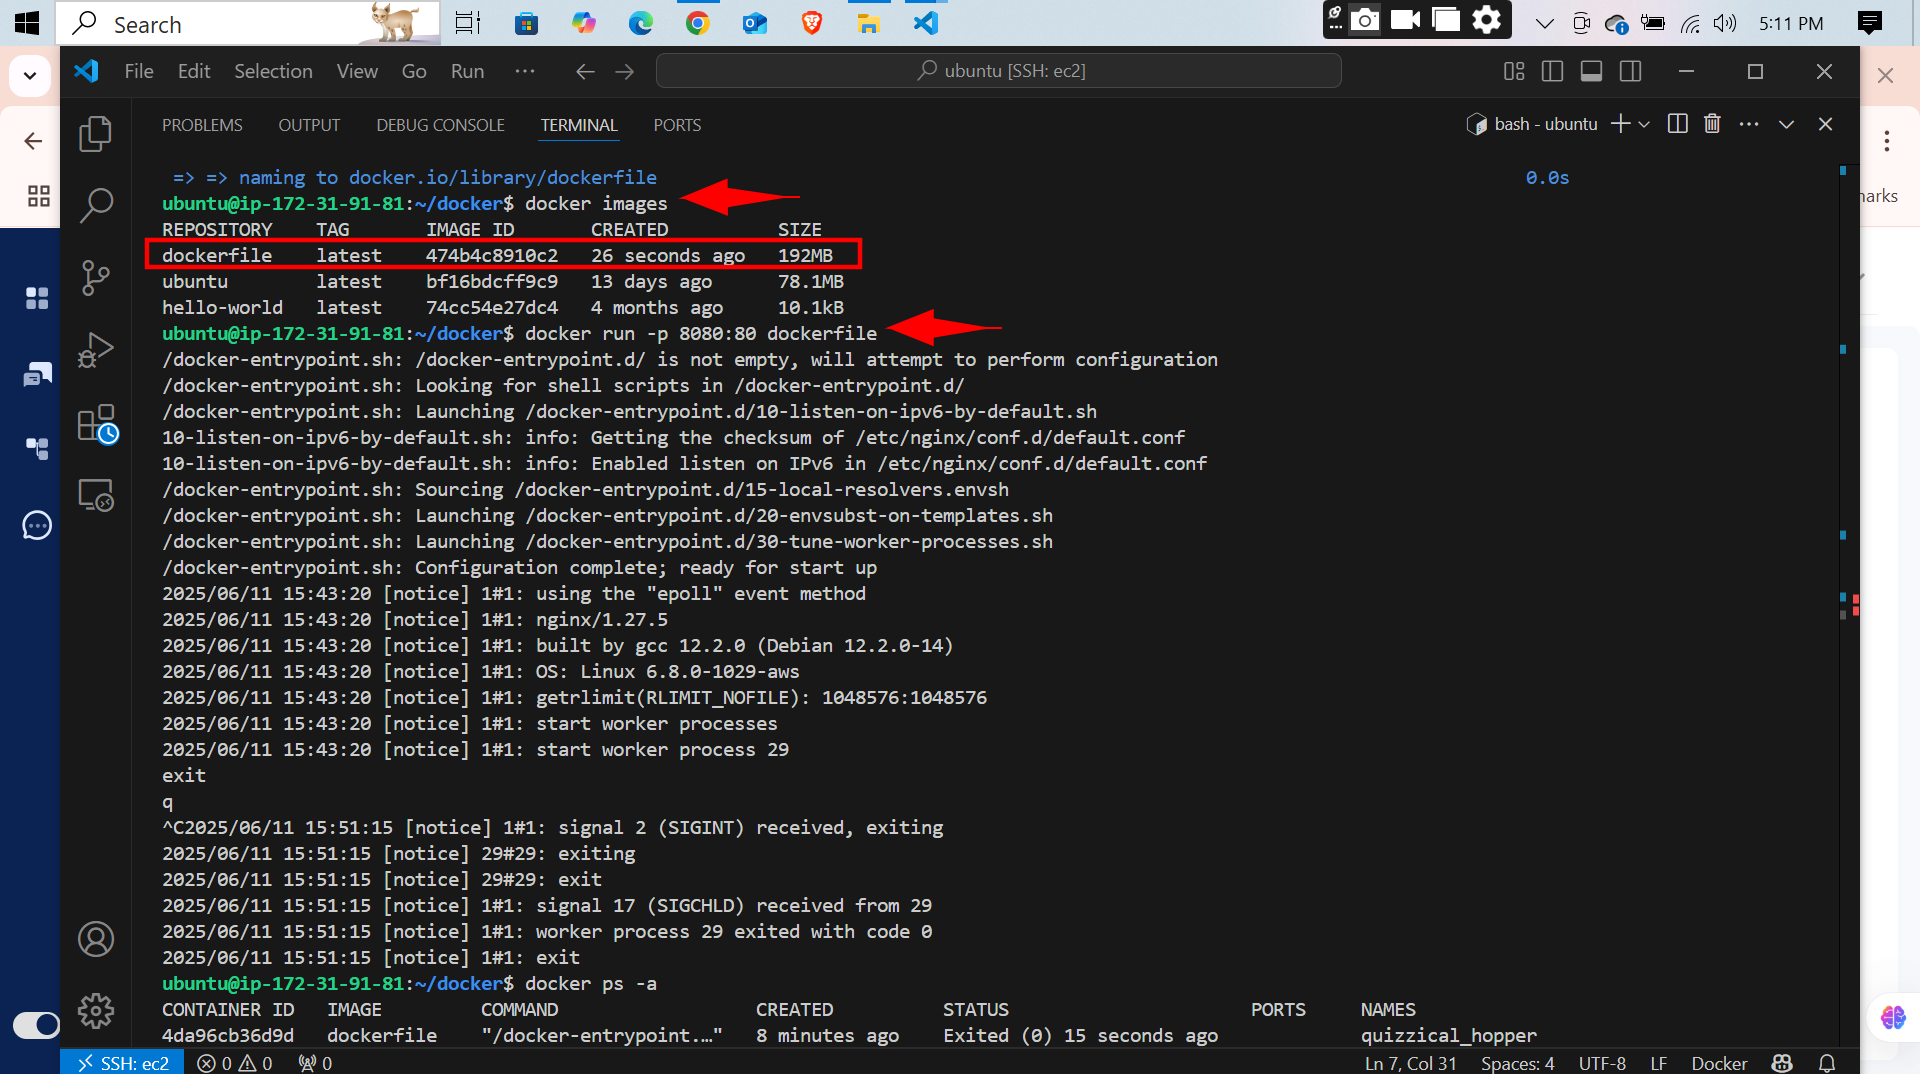 Search
5:11 PM
File Edit Selection View Go Run ···
ubuntu [SSH: ec2]
PROBLEMS OUTPUT DEBUG CONSOLE TERMINAL PORTS
bash - ubuntu
=> => naming to docker.io/library/dockerfile 0.0s
ubuntu@ip-172-31-91-81:~/docker$ docker images
REPOSITORY TAG IMAGE ID CREATED SIZE
dockerfile latest 474b4c8910c2 26 seconds ago 192MB
ubuntu latest bf16bdcff9c9 13 days ago 78.1MB
hello-world latest 74cc54e27dc4 4 months ago 10.1kB
ubuntu@ip-172-31-91-81:~/docker$ docker run -p 8080:80 dockerfile
/docker-entrypoint.sh: /docker-entrypoint.d/ is not empty, will attempt to perform configuration
/docker-entrypoint.sh: Looking for shell scripts in /docker-entrypoint.d/
/docker-entrypoint.sh: Launching /docker-entrypoint.d/10-listen-on-ipv6-by-default.sh
10-listen-on-ipv6-by-default.sh: info: Getting the checksum of /etc/nginx/conf.d/default.conf
10-listen-on-ipv6-by-default.sh: info: Enabled listen on IPv6 in /etc/nginx/conf.d/default.conf
/docker-entrypoint.sh: Sourcing /docker-entrypoint.d/15-local-resolvers.envsh
/docker-entrypoint.sh: Launching /docker-entrypoint.d/20-envsubst-on-templates.sh
/docker-entrypoint.sh: Launching /docker-entrypoint.d/30-tune-worker-processes.sh
/docker-entrypoint.sh: Configuration complete; ready for start up
2025/06/11 15:43:20 [notice] 1#1: using the "epoll" event method
2025/06/11 15:43:20 [notice] 1#1: nginx/1.27.5
2025/06/11 15:43:20 [notice] 1#1: built by gcc 12.2.0 (Debian 12.2.0-14)
2025/06/11 15:43:20 [notice] 1#1: OS: Linux 6.8.0-1029-aws
2025/06/11 15:43:20 [notice] 1#1: getrlimit(RLIMIT_NOFILE): 1048576:1048576
2025/06/11 15:43:20 [notice] 1#1: start worker processes
2025/06/11 15:43:20 [notice] 1#1: start worker process 29
exit
q
^C2025/06/11 15:51:15 [notice] 1#1: signal 2 (SIGINT) received, exiting
2025/06/11 15:51:15 [notice] 29#29: exiting
2025/06/11 15:51:15 [notice] 29#29: exit
2025/06/11 15:51:15 [notice] 1#1: signal 17 (SIGCHLD) received from 29
2025/06/11 15:51:15 [notice] 1#1: worker process 29 exited with code 0
2025/06/11 15:51:15 [notice] 1#1: exit
ubuntu@ip-172-31-91-81:~/docker$ docker ps -a
CONTAINER ID IMAGE COMMAND CREATED STATUS PORTS NAMES
4da96cb36d9d dockerfile "/docker-entrypoint.…" 8 minutes ago Exited (0) 15 seconds ago quizzical_hopper
SSH: ec2 0 0 0 Ln 7, Col 31 Spaces: 4 UTF-8 LF Docker